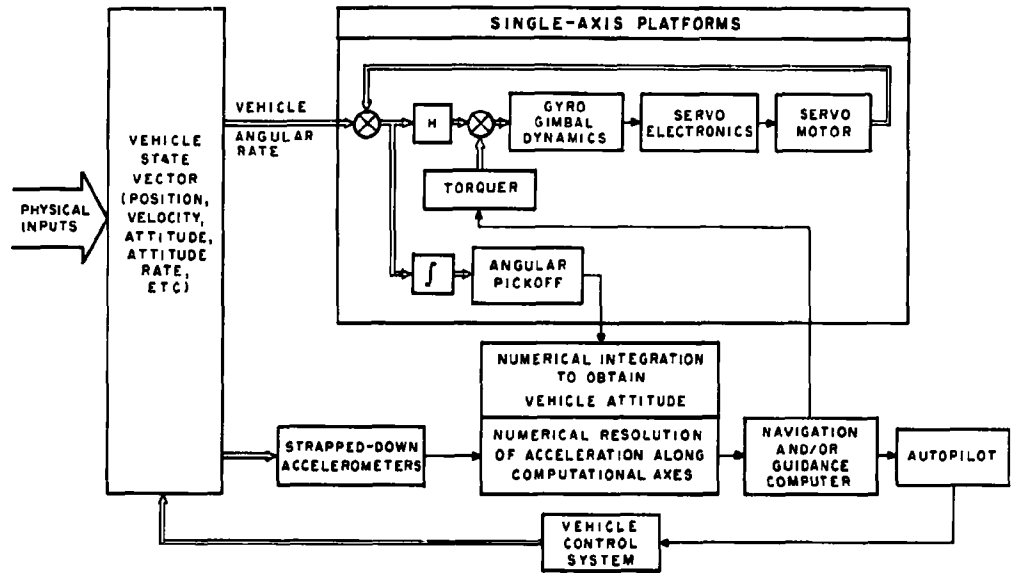 SINGLE-AXIS PLATFORMS
VEHICLE
ANGULAR
RATE
H
GYRO
GIMBAL
DYNAMICS
SERVO
ELECTRONICS
SERVO
MOTOR
TORQUER
∫
ANGULAR
PICKOFF
PHYSICAL
INPUTS
VEHICLE
STATE
VECTOR
(POSITION,
VELOCITY,
ATTITUDE,
ATTITUDE
RATE,
ETC)
NUMERICAL INTEGRATION
TO OBTAIN
VEHICLE ATTITUDE
STRAPPED-DOWN
ACCELEROMETERS
NUMERICAL RESOLUTION
OF ACCELERATION ALONG
COMPUTATIONAL AXES
NAVIGATION
AND/OR
GUIDANCE
COMPUTER
AUTOPILOT
VEHICLE
CONTROL
SYSTEM